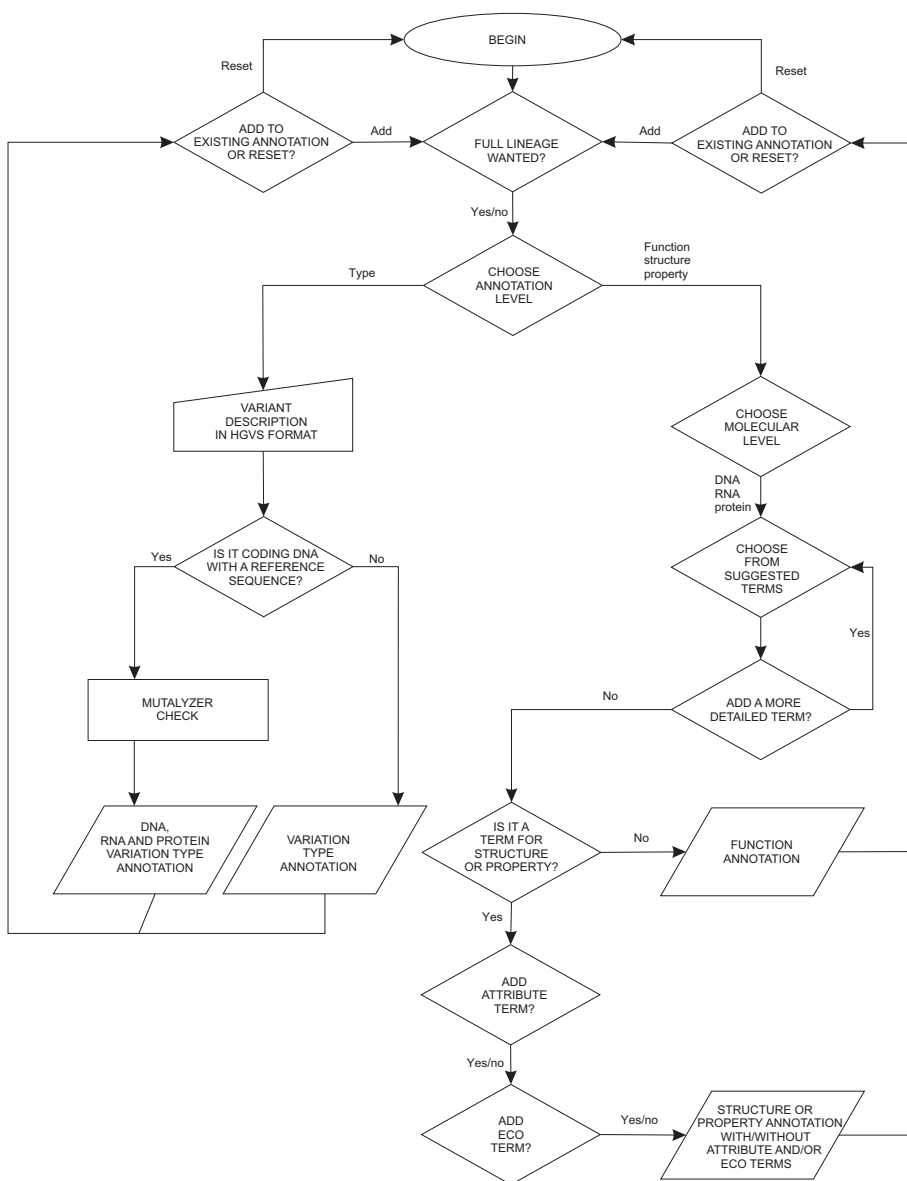 BEGIN
Reset
Reset
ADD TO
EXISTING ANNOTATION
OR RESET?
Add
FULL LINEAGE
WANTED?
Add
ADD TO
EXISTING ANNOTATION
OR RESET?
Yes/no
Type
CHOOSE
ANNOTATION
LEVEL
Function
structure
property
VARIANT
DESCRIPTION
IN HGVS FORMAT
CHOOSE
MOLECULAR
LEVEL
DNA
RNA
protein
Yes
IS IT CODING DNA
WITH A REFERENCE
SEQUENCE?
No
CHOOSE
FROM
SUGGESTED
TERMS
Yes
MUTALYZER
CHECK
No
ADD A MORE
DETAILED TERM?
DNA,
RNA AND PROTEIN
VARIATION TYPE
ANNOTATION
VARIATION
TYPE
ANNOTATION
IS IT A
TERM FOR
STRUCTURE
OR PROPERTY?
No
FUNCTION
ANNOTATION
Yes
ADD
ATTRIBUTE
TERM?
Yes/no
ADD
ECO
TERM?
Yes/no
STRUCTURE OR
PROPERTY ANNOTATION
WITH/WITHOUT
ATTRIBUTE AND/OR
ECO TERMS